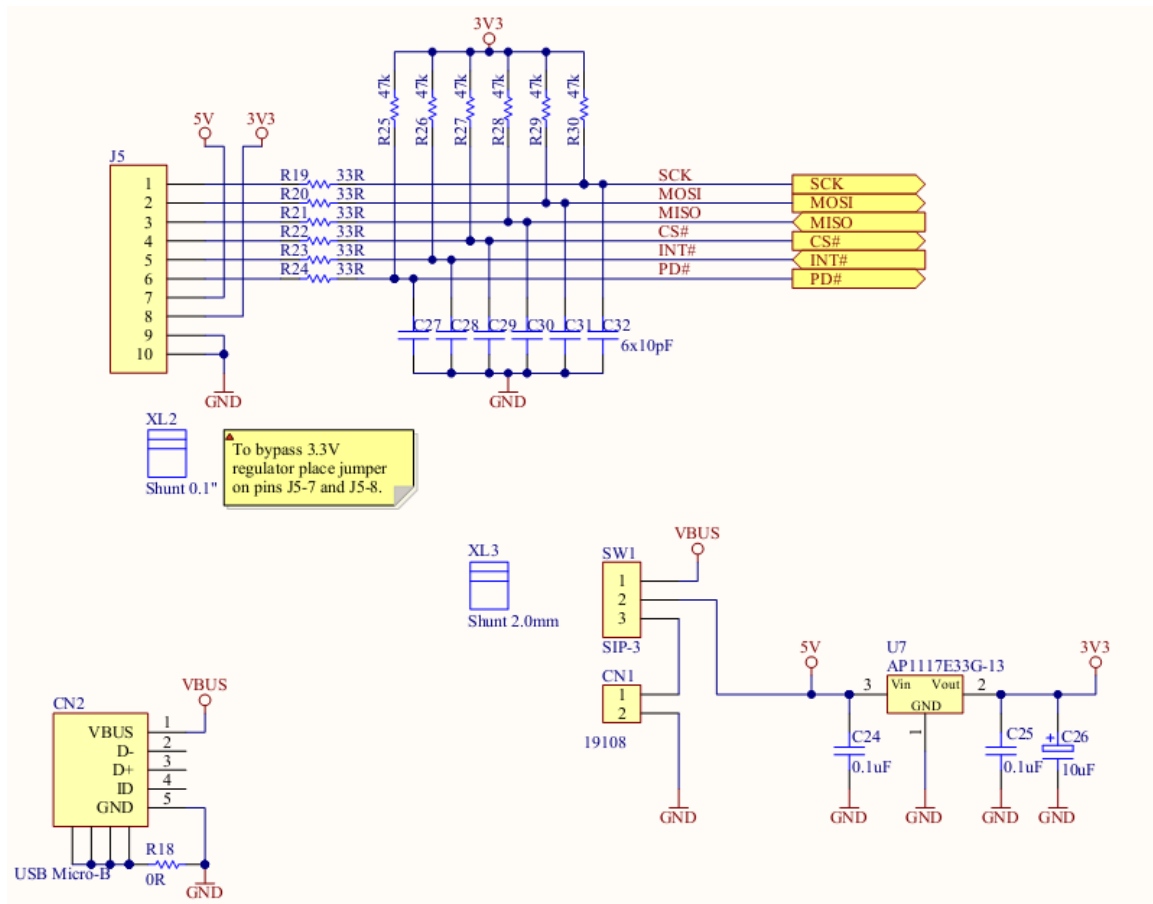 3V3
47k
47k
47k
47k
47k
47k
R25
R26
R27
R28
R29
R30
5V
3V3
J5
1
2
3
4
5
6
7
8
9
10
R19 33R
R20 33R
R21 33R
R22 33R
R23 33R
R24 33R
SCK
MOSI
MISO
CS#
INT#
PD#
SCK
MOSI
MISO
CS#
INT#
PD#
C27 C28 C29 C30 C31 C32
6x10pF
GND
GND
XL2
Shunt 0.1"
To bypass 3.3V
regulator place jumper
on pins J5-7 and J5-8.
XL3
Shunt 2.0mm
VBUS
SW1
1
2
3
SIP-3
CN1
1
2
19108
GND
5V
U7
AP1117E33G-13
3 Vin Vout 2
GND
1
3V3
C24
0.1uF
C25
0.1uF
+ C26
10uF
GND
GND
GND
GND
VBUS
CN2
VBUS 1
D- 2
D+ 3
ID 4
GND 5
USB Micro-B
R18
0R
GND